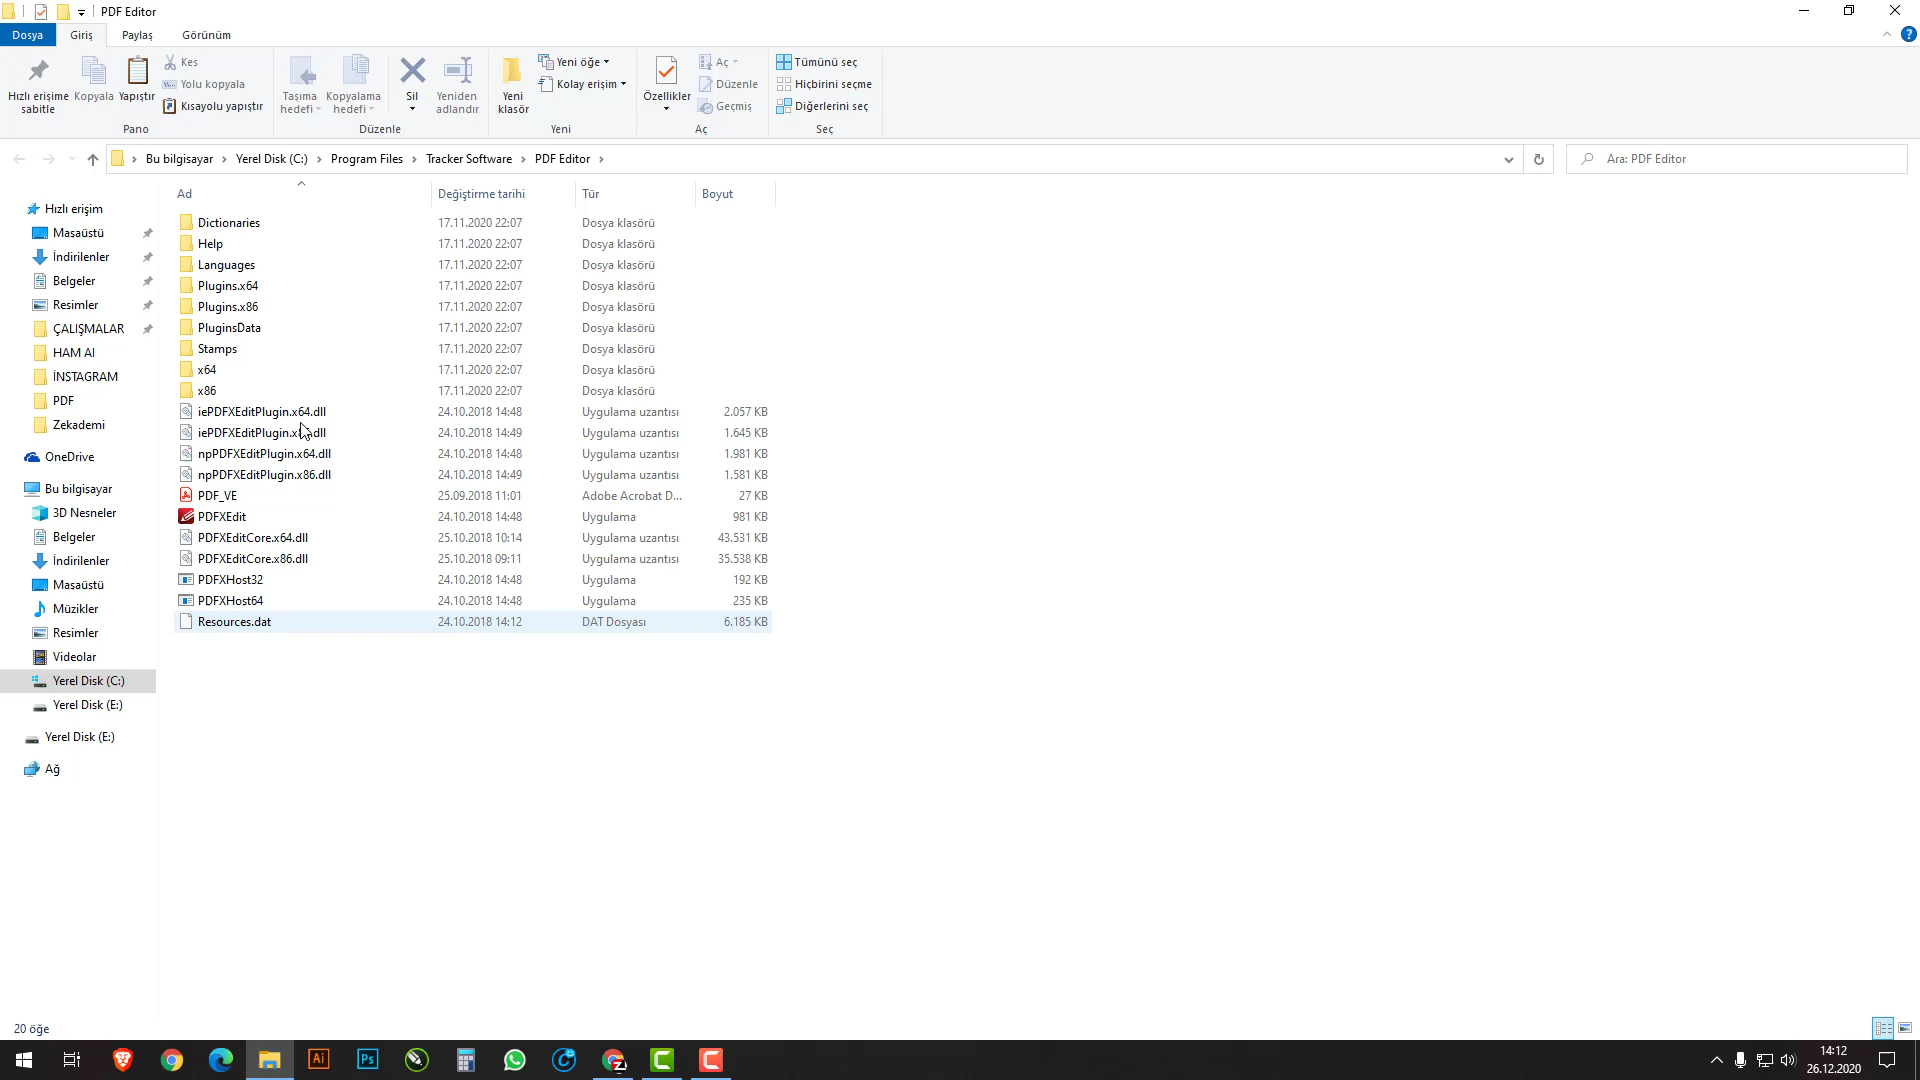 PDF Editor
Dosya Giriş Paylaş Görünüm
Hızlı erişime sabitle
Kopyala
Yapıştır
Kes
Yolu kopyala
Kısayolu yapıştır
Pano
Taşıma hedefi
Kopyalama hedefi
Sil
Yeniden adlandır
Düzenle
Yeni klasör
Yeni öğe
Kolay erişim
Yeni
Özellikler
Aç
Düzenle
Geçmiş
Aç
Tümünü seç
Hiçbirini seçme
Diğerlerini seç
Seç
Bu bilgisayar > Yerel Disk (C:) > Program Files > Tracker Software > PDF Editor >
Ara: PDF Editor
Hızlı erişim
Masaüstü
İndirilenler
Belgeler
Resimler
ÇALIŞMALAR
HAM AI
İNSTAGRAM
PDF
Zekademi
OneDrive
Bu bilgisayar
3D Nesneler
Belgeler
İndirilenler
Masaüstü
Müzikler
Resimler
Videolar
Yerel Disk (C:)
Yerel Disk (E:)
Yerel Disk (E:)
Ağ
Ad Değiştirme tarihi Tür Boyut
Dictionaries 17.11.2020 22:07 Dosya klasörü
Help 17.11.2020 22:07 Dosya klasörü
Languages 17.11.2020 22:07 Dosya klasörü
Plugins.x64 17.11.2020 22:07 Dosya klasörü
Plugins.x86 17.11.2020 22:07 Dosya klasörü
PluginsData 17.11.2020 22:07 Dosya klasörü
Stamps 17.11.2020 22:07 Dosya klasörü
x64 17.11.2020 22:07 Dosya klasörü
x86 17.11.2020 22:07 Dosya klasörü
iePDFXEditPlugin.x64.dll 24.10.2018 14:48 Uygulama uzantısı 2.057 KB
24.10.2018 14:49 Uygulama uzantısı 1.645 KB
npPDFXEditPlugin.x64.dll 24.10.2018 14:48 Uygulama uzantısı 1.981 KB
npPDFXEditPlugin.x86.dll 24.10.2018 14:49 Uygulama uzantısı 1.581 KB
PDF_VE 25.09.2018 11:01 Adobe Acrobat D... 27 KB
PDFXEdit 24.10.2018 14:48 Uygulama 981 KB
PDFXEditCore.x64.dll 25.10.2018 10:14 Uygulama uzantısı 43.531 KB
PDFXEditCore.x86.dll 25.10.2018 09:11 Uygulama uzantısı 35.538 KB
PDFXHost32 24.10.2018 14:48 Uygulama 192 KB
PDFXHost64 24.10.2018 14:48 Uygulama 235 KB
Resources.dat 24.10.2018 14:12 DAT Dosyası 6.185 KB
20 öğe
Ai
Ps
14:12
26.12.2020